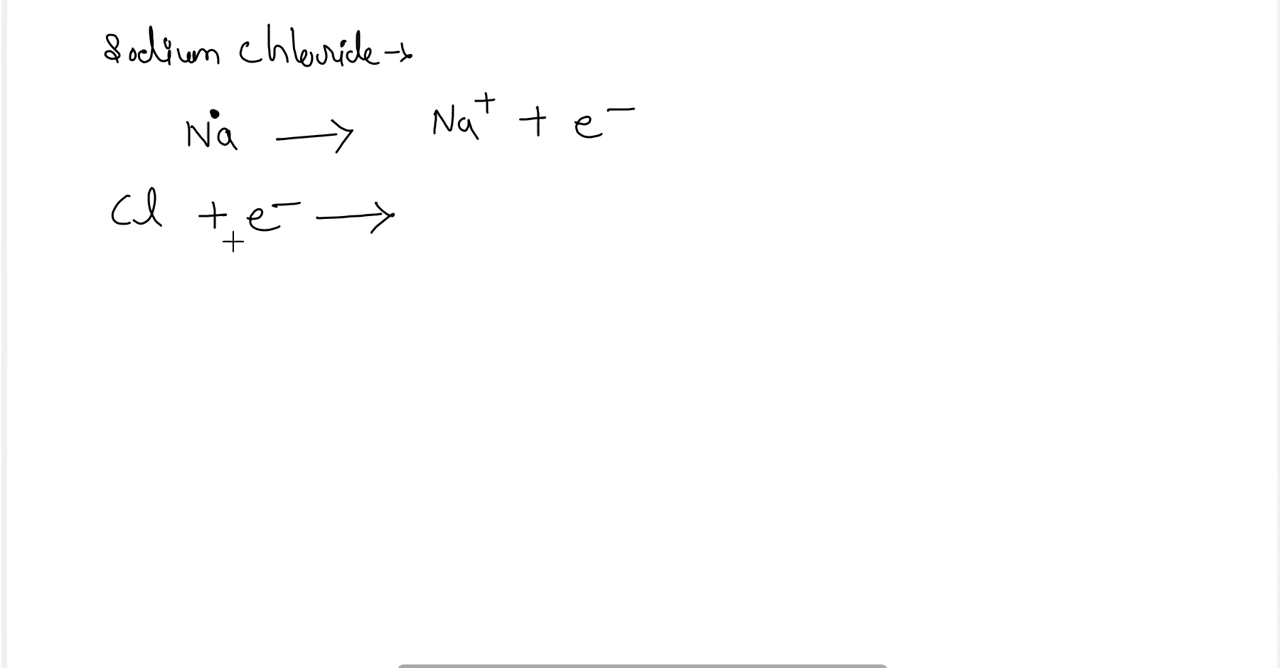 Sodium chloride →
Na → Na⁺ + e⁻
Cl + e⁻ →